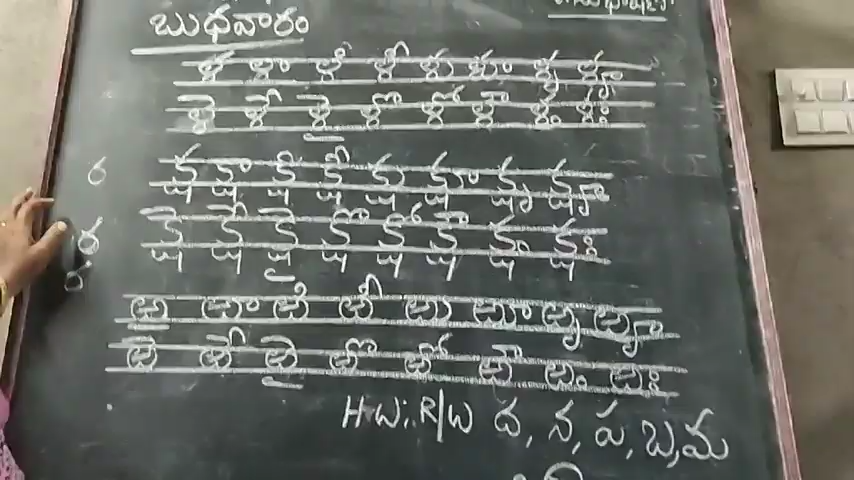 బుధవారం
ళ ళా ళి ళీ ళు ళూ ళృ ళౄ
ళె ళే ళై ళొ ళో ళౌ ళం ళః
క్ష క్షా క్షి క్షీ క్షు క్షూ క్షృ క్షౄ
క్షె క్షే క్షై క్షొ క్షో క్షౌ క్షం క్షః
ఱ ఱా ఱి ఱీ ఱు ఱూ ఱృ ఱౄ
ఱె ఱే ఱై ఱొ ఱో ఱౌ ఱం ఱః
H.W: R/W ద, న, ప, బ, మ